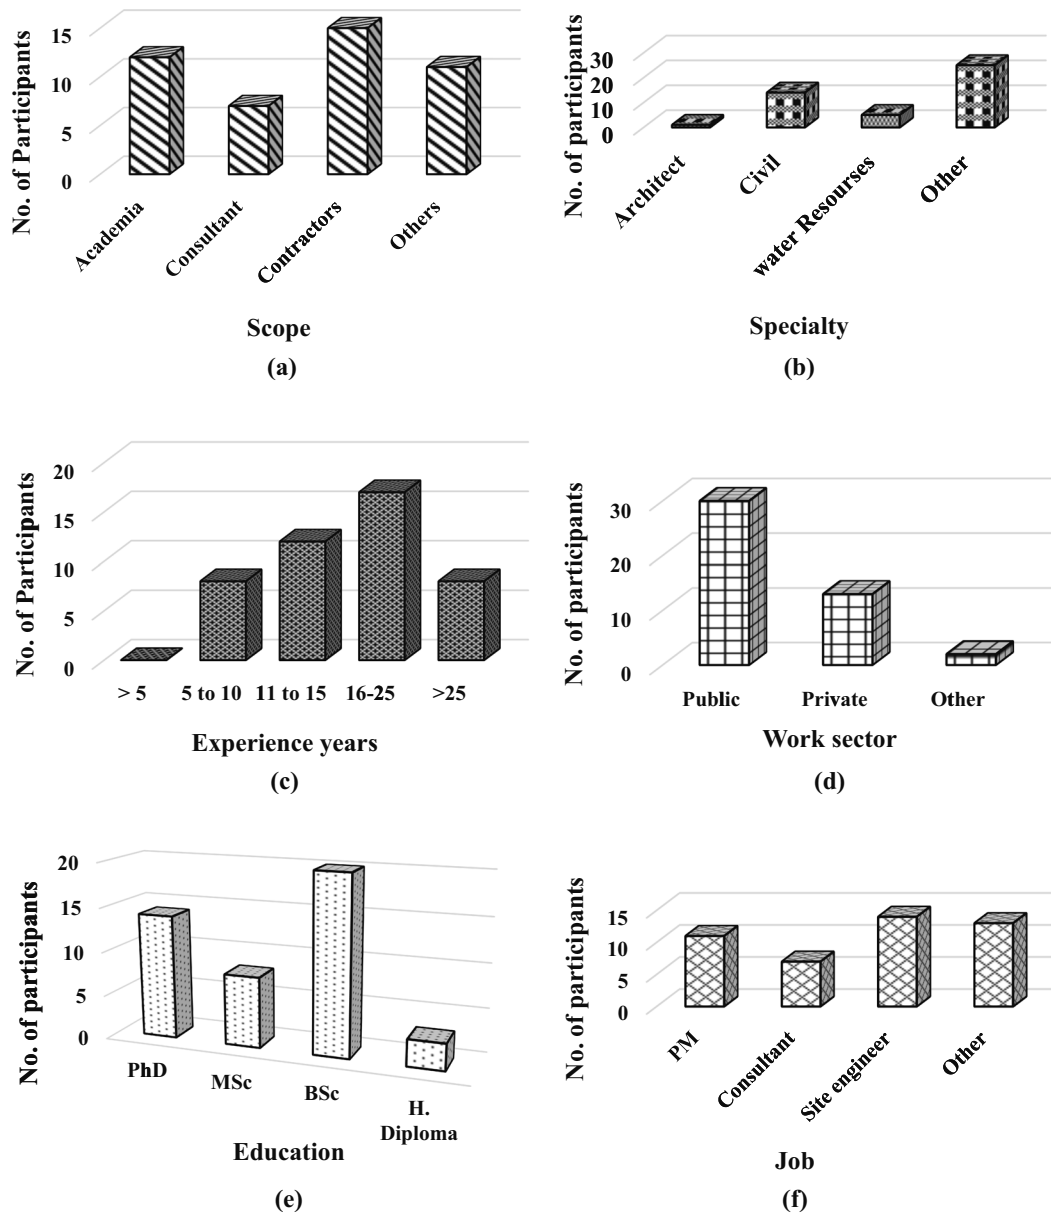 No. of Participants
15
10
5
0
Academia
Consultant
Contractors
Others
Scope
(a)
No. of participants
30
20
10
0
Architect
Civil
water Resourses
Other
Specialty
(b)
No. of Participants
20
15
10
5
0
> 5
5 to 10
11 to 15
16-25
>25
Experience years
(c)
No. of participants
30
20
10
0
Public
Private
Other
Work sector
(d)
No. of participants
20
15
10
5
0
PhD
MSc
BSc
H.
Diploma
Education
(e)
No. of participants
15
10
5
0
PM
Consultant
Site engineer
Other
Job
(f)